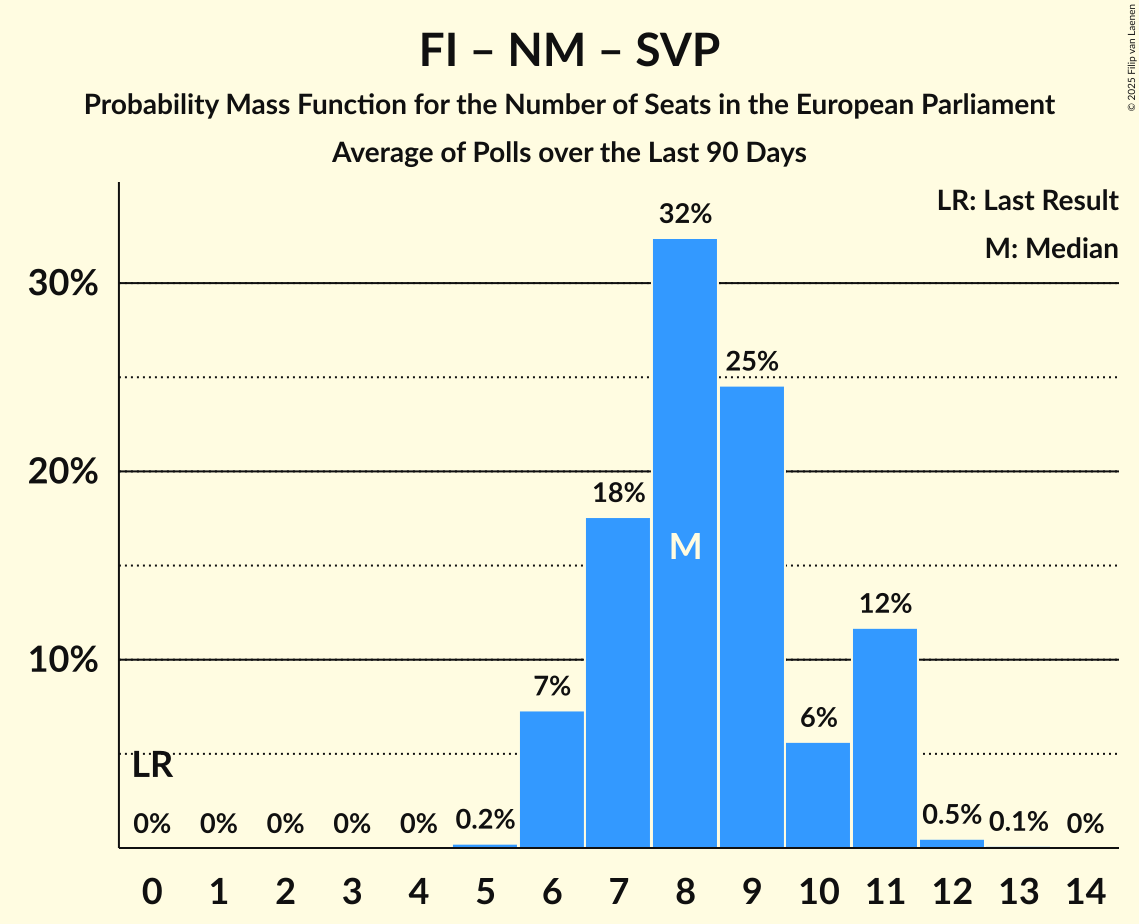 FI – NM – SVP
Probability Mass Function for the Number of Seats in the European Parliament
Average of Polls over the Last 90 Days
© 2025 Filip van Laenen
LR: Last Result
M: Median
30%
20%
10%
32%
25%
18%
M
12%
7%
6%
LR
0% 0% 0% 0% 0% 0.2% 0.5% 0.1% 0%
0 1 2 3 4 5 6 7 8 9 10 11 12 13 14